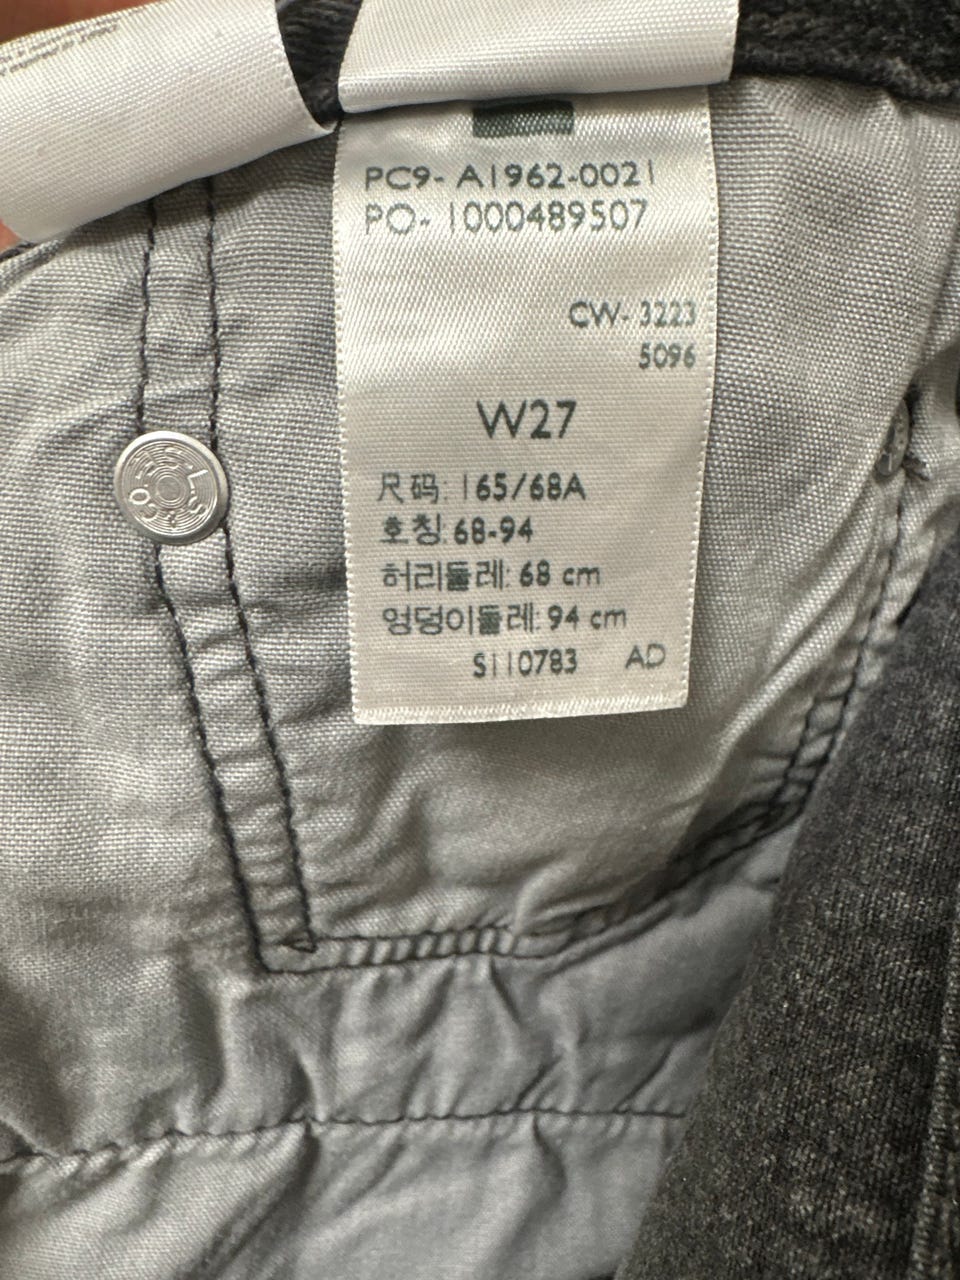 PC9- A1962-0021
PO- 1000489507
CW- 3223
5096
W27
尺码: 165/68A
호칭: 68-94
허리둘레: 68 cm
엉덩이둘레: 94 cm
S110783 AD